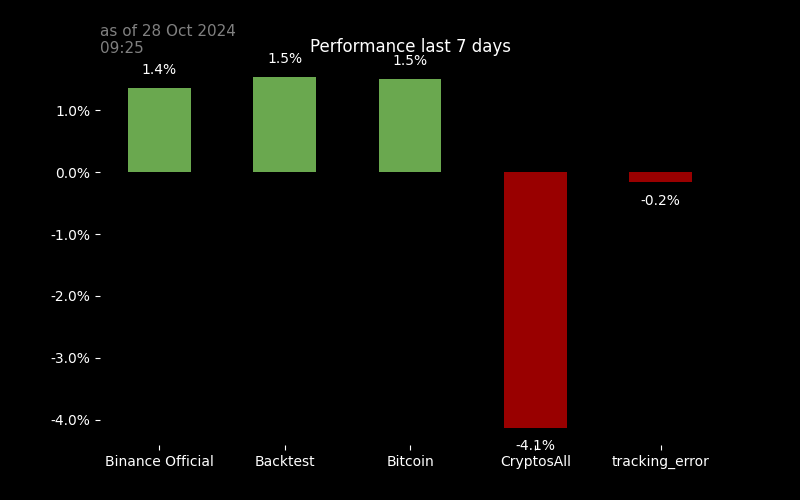 as of 28 Oct 2024
09:25
Performance last 7 days
1.4%
1.5%
1.5%
1.0%
0.0%
-0.2%
-1.0%
-2.0%
-3.0%
-4.0%
-4.1%
Binance Official
Backtest
Bitcoin
CryptosAll
tracking_error